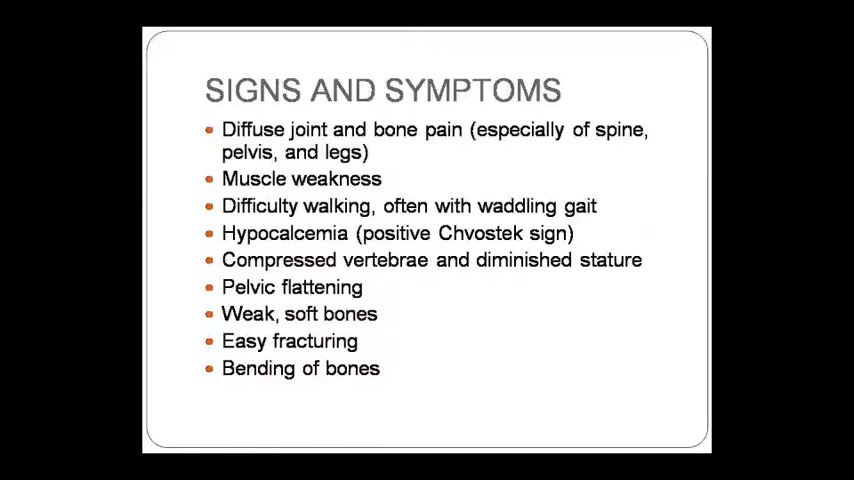 SIGNS AND SYMPTOMS
• Diffuse joint and bone pain (especially of spine,
pelvis, and legs)
• Muscle weakness
• Difficulty walking, often with waddling gait
• Hypocalcemia (positive Chvostek sign)
• Compressed vertebrae and diminished stature
• Pelvic flattening
• Weak, soft bones
• Easy fracturing
• Bending of bones